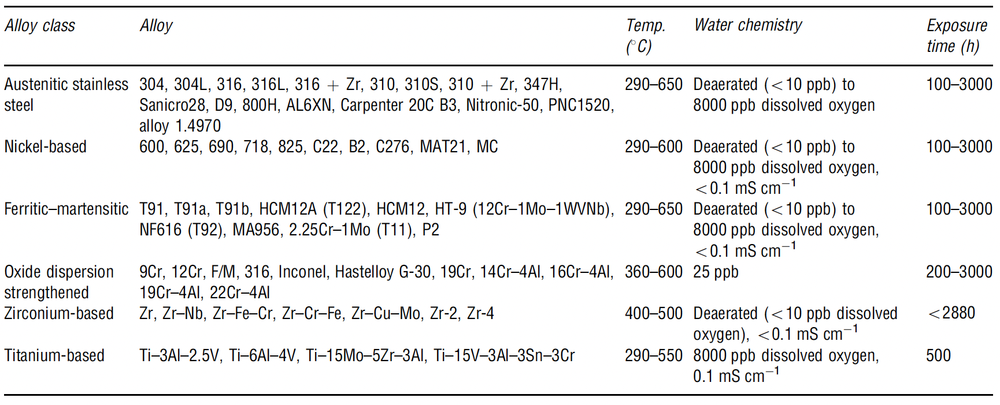 Alloy class Alloy Temp. Water chemistry Exposure
(°C) time (h)
Austenitic stainless 304, 304L, 316, 316L, 316 + Zr, 310, 310S, 310 + Zr, 347H, 290–650 Deaerated (<10 ppb) to 100–3000
steel Sanicro28, D9, 800H, AL6XN, Carpenter 20C B3, Nitronic-50, PNC1520, 8000 ppb dissolved oxygen
alloy 1.4970
Nickel-based 600, 625, 690, 718, 825, C22, B2, C276, MAT21, MC 290–600 Deaerated (<10 ppb) to 100–3000
8000 ppb dissolved oxygen,
<0.1 mS cm⁻¹
Ferritic–martensitic T91, T91a, T91b, HCM12A (T122), HCM12, HT-9 (12Cr–1Mo–1WVNb), 290–650 Deaerated (<10 ppb) to 100–3000
NF616 (T92), MA956, 2.25Cr–1Mo (T11), P2 8000 ppb dissolved oxygen,
<0.1 mS cm⁻¹
Oxide dispersion 9Cr, 12Cr, F/M, 316, Inconel, Hastelloy G-30, 19Cr, 14Cr–4Al, 16Cr–4Al, 360–600 25 ppb 200–3000
strengthened 19Cr–4Al, 22Cr–4Al
Zirconium-based Zr, Zr–Nb, Zr–Fe–Cr, Zr–Cr–Fe, Zr–Cu–Mo, Zr-2, Zr-4 400–500 Deaerated (<10 ppb dissolved <2880
oxygen), <0.1 mS cm⁻¹
Titanium-based Ti–3Al–2.5V, Ti–6Al–4V, Ti–15Mo–5Zr–3Al, Ti–15V–3Al–3Sn–3Cr 290–550 8000 ppb dissolved oxygen, 500
0.1 mS cm⁻¹